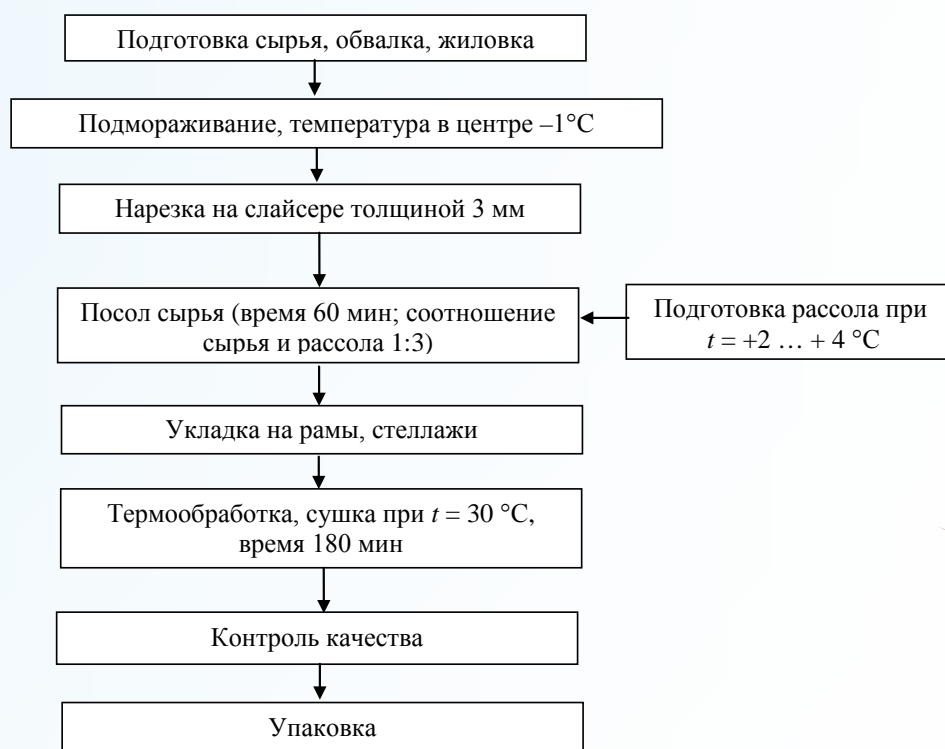 Подготовка сырья, обвалка, жиловка
Подмораживание, температура в центре –1°С
Нарезка на слайсере толщиной 3 мм
Посол сырья (время 60 мин; соотношение
сырья и рассола 1:3)
Подготовка рассола при
t = +2 … + 4 °С
Укладка на рамы, стеллажи
Термообработка, сушка при t = 30 °С,
время 180 мин
Контроль качества
Упаковка